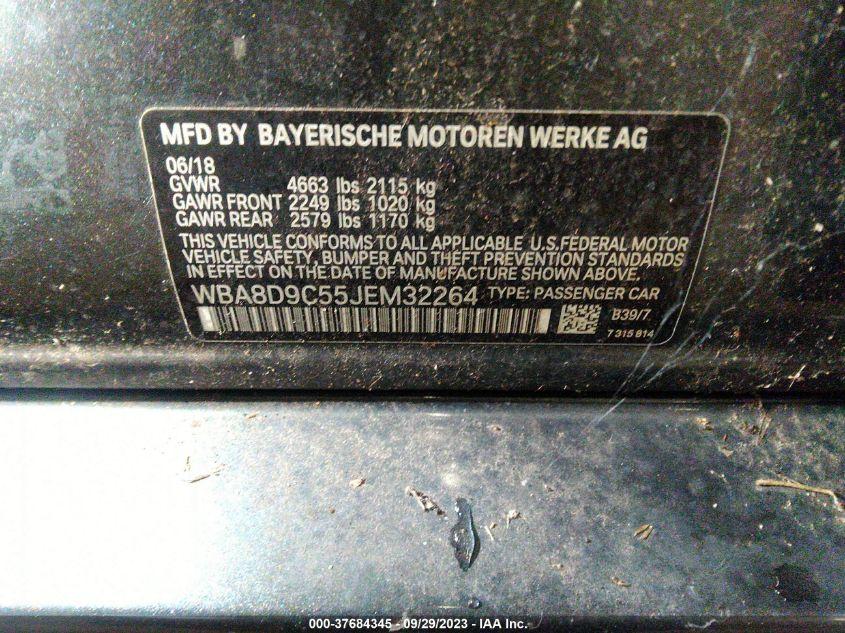 MFD BY BAYERISCHE MOTOREN WERKE AG
06/18
GVWR 4663 lbs 2115 kg
GAWR FRONT 2249 lbs 1020 kg
GAWR REAR 2579 lbs 1170 kg
THIS VEHICLE CONFORMS TO ALL APPLICABLE U.S.FEDERAL MOTOR
VEHICLE SAFETY, BUMPER AND THEFT PREVENTION STANDARDS
IN EFFECT ON THE DATE OF MANUFACTURE SHOWN ABOVE.
WBA8D9C55JEM32264 TYPE: PASSENGER CAR
B39/7
7 315 814
000-37684345 - 09/29/2023 - IAA Inc.